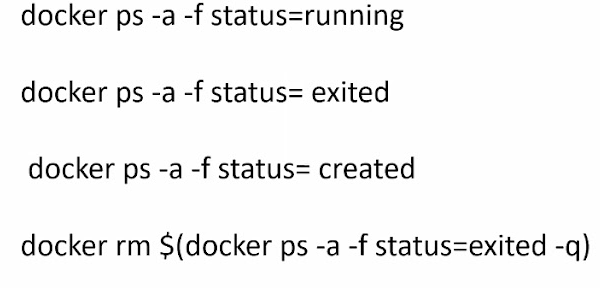 docker ps -a -f status=running
docker ps -a -f status= exited
docker ps -a -f status= created
docker rm $(docker ps -a -f status=exited -q)